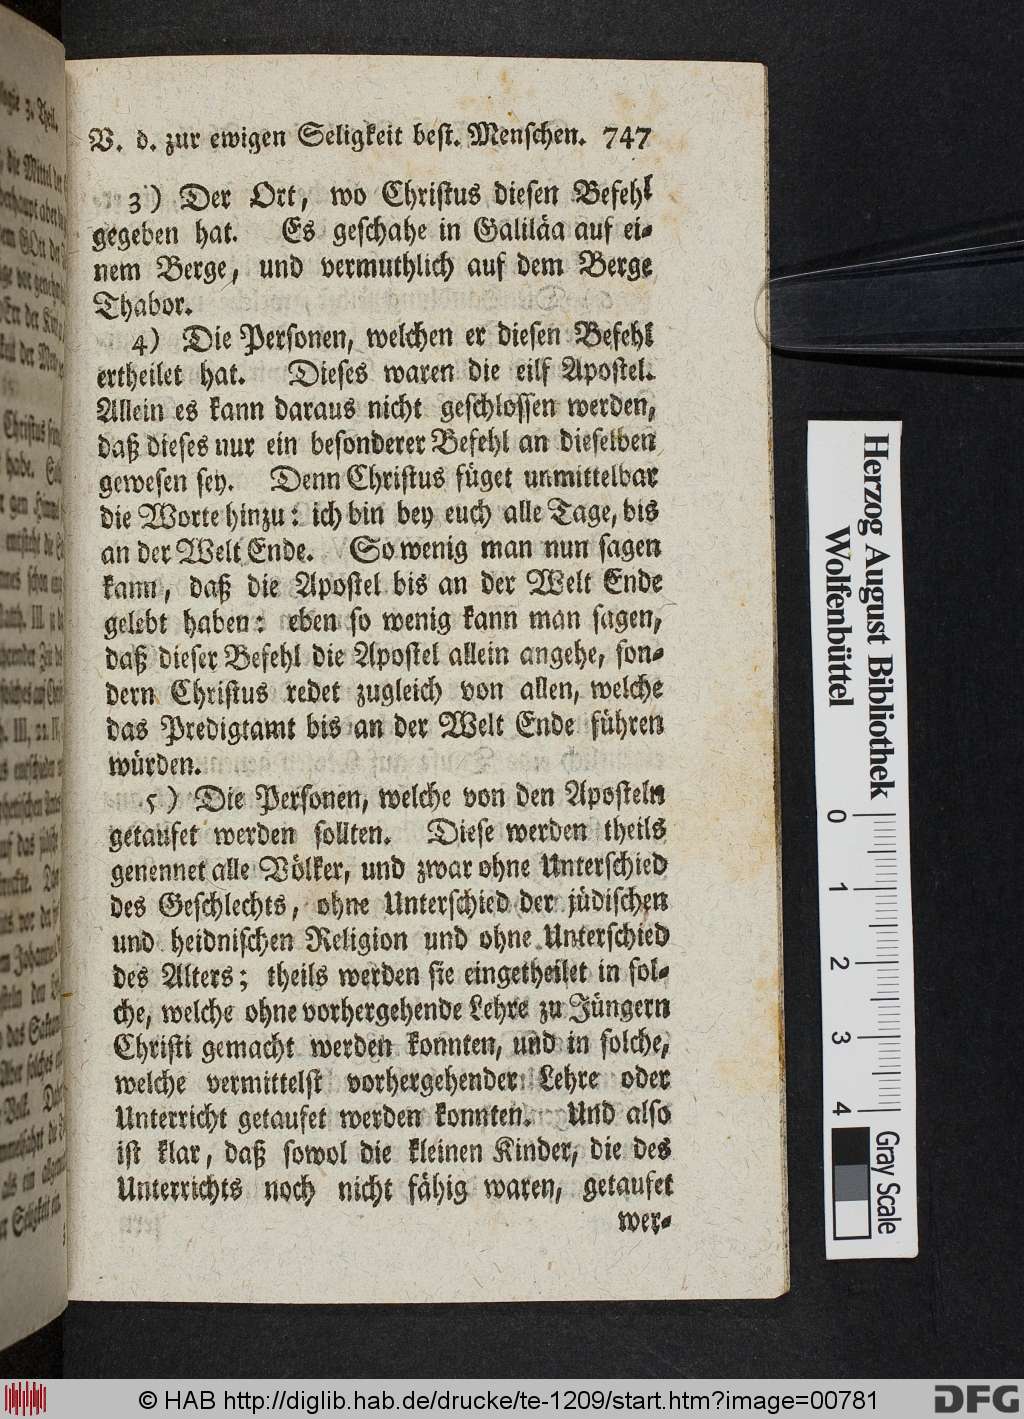 V. d. zur ewigen Seligkeit best. Menschen. 747
3) Der Ort, wo Christus diesen Befehl
gegeben hat. Es geschahe in Galiläa auf ei-
nem Berge, und vermuthlich auf dem Berge
Thabor.
4) Die Personen, welchen er diesen Befehl
ertheilet hat. Dieses waren die eilf Apostel.
Allein es kann daraus nicht geschlossen werden,
daß dieses nur ein besonderer Befehl an dieselben
gewesen sey. Denn Christus füget unmittelbar
die Worte hinzu: ich bin bey euch alle Tage, bis
an der Welt Ende. So wenig man nun sagen
kann, daß die Apostel bis an der Welt Ende
gelebt haben: eben so wenig kann man sagen,
daß dieser Befehl die Apostel allein angehe, son-
dern Christus redet zugleich von allen, welche
das Predigtamt bis an der Welt Ende führen
würden.
5) Die Personen, welche von den Aposteln
getaufet werden sollten. Diese werden theils
genennet alle Völker, und zwar ohne Unterschied
des Geschlechts, ohne Unterschied der jüdischen
und heidnischen Religion und ohne Unterschied
des Alters; theils werden sie eingetheilet in sol-
che, welche ohne vorhergehende Lehre zu Jüngern
Christi gemacht werden konnten, und in solche,
welche vermittelst vorhergehender Lehre oder
Unterricht getaufet werden konnten. Und also
ist klar, daß sowol die kleinen Kinder, die des
Unterrichts noch nicht fähig waren, getaufet
wer-
Herzog August Bibliothek
Wolfenbüttel
0 1 2 3 4
Gray Scale
© HAB http://diglib.hab.de/drucke/te-1209/start.htm?image=00781
DFG